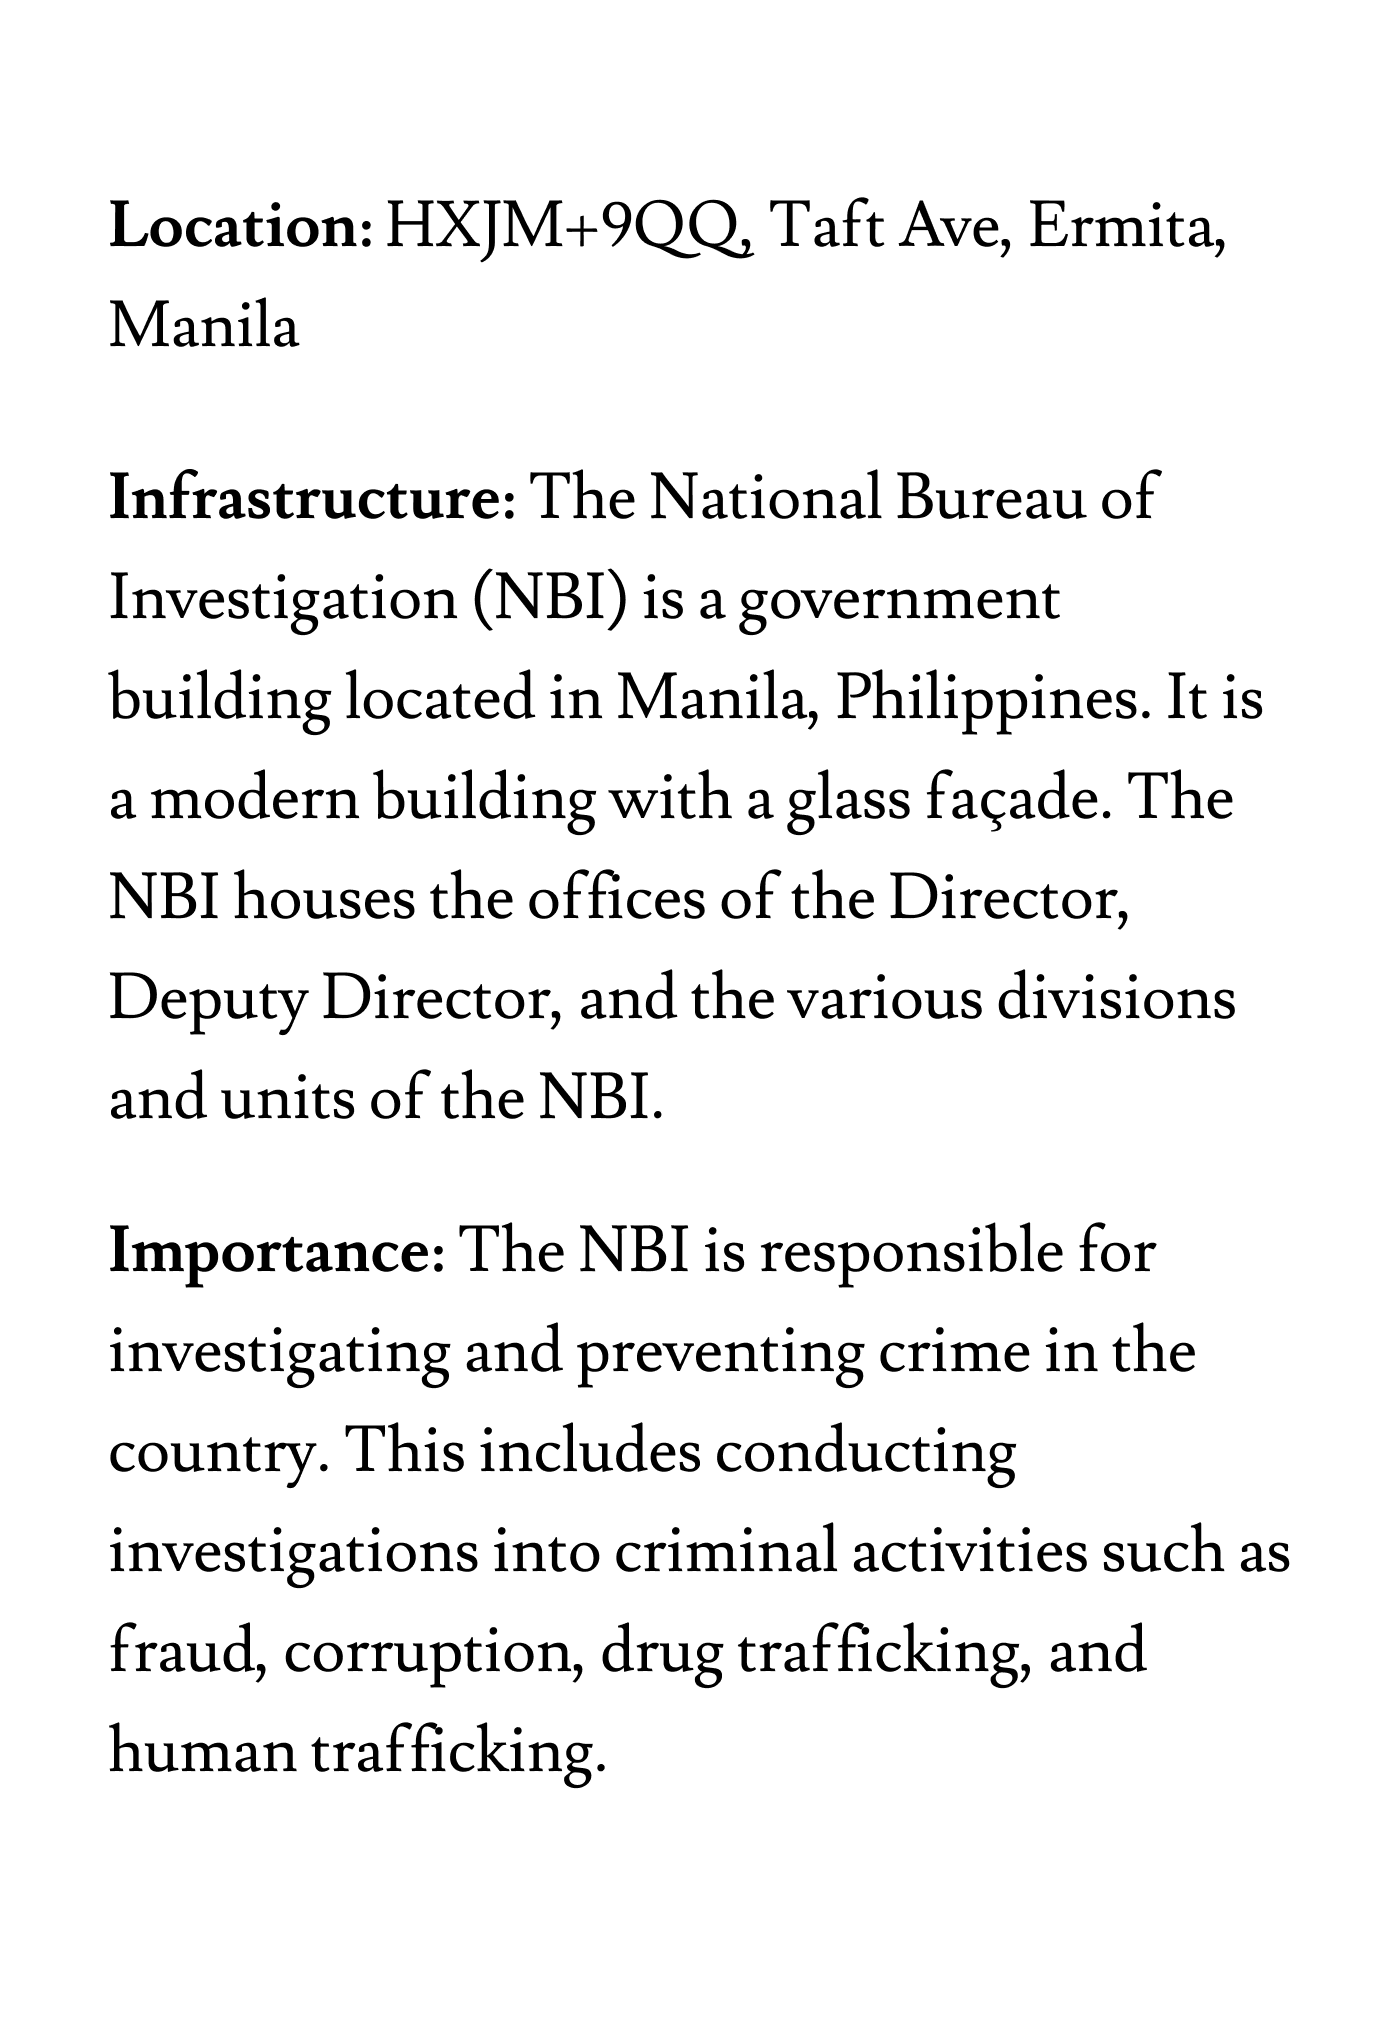 Location: HXJM+9QQ, Taft Ave, Ermita,
Manila
Infrastructure: The National Bureau of
Investigation (NBI) is a government
building located in Manila, Philippines. It is
a modern building with a glass façade. The
NBI houses the offices of the Director,
Deputy Director, and the various divisions
and units of the NBI.
Importance: The NBI is responsible for
investigating and preventing crime in the
country. This includes conducting
investigations into criminal activities such as
fraud, corruption, drug trafficking, and
human trafficking.